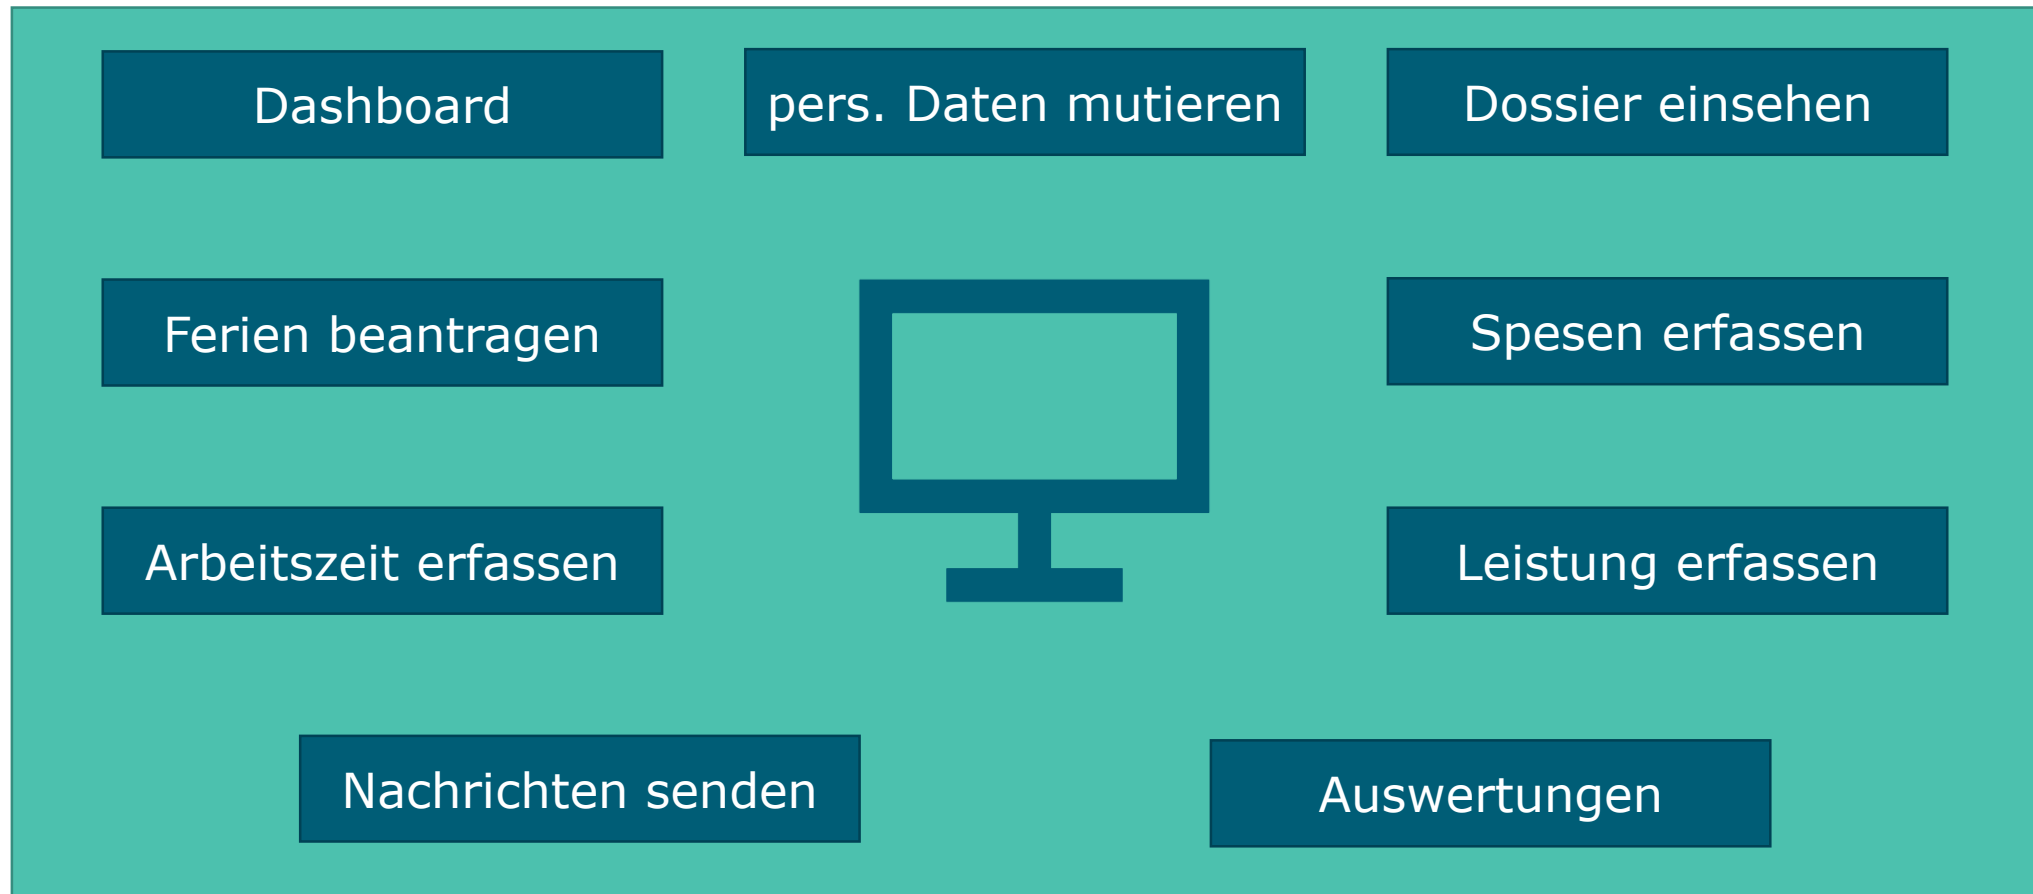 Dashboard
pers. Daten mutieren
Dossier einsehen
Ferien beantragen
Spesen erfassen
Arbeitszeit erfassen
Leistung erfassen
Nachrichten senden
Auswertungen